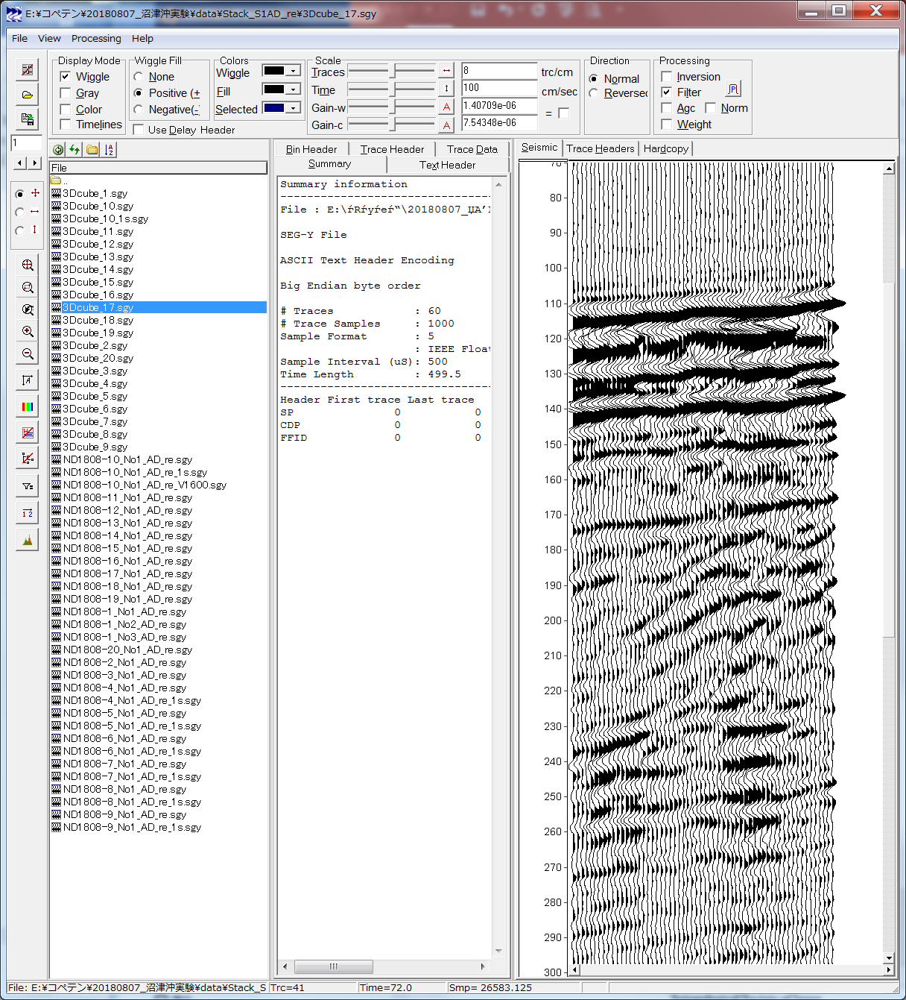 E:¥コペテン¥20180807_沼津沖実験¥data¥Stack_S1AD_re¥3Dcube_17.sgy
File View Processing Help
Display Mode
Wiggle
Gray
Color
Timelines
Wiggle Fill
None
Positive (+
Negative(-)
Use Delay Header
Colors
Wiggle
Fill
Selected
Scale
Traces 8 trc/cm
Time 100 cm/sec
Gain-w A 1.40709e-06
Gain-c A 7.54348e-06
=
Direction
Normal
Reversed
Processing
Inversion
Filter
Agc Norm
Weight
1
File
..
3Dcube_1.sgy
3Dcube_10.sgy
3Dcube_10_1s.sgy
3Dcube_11.sgy
3Dcube_12.sgy
3Dcube_13.sgy
3Dcube_14.sgy
3Dcube_15.sgy
3Dcube_16.sgy
3Dcube_17.sgy
3Dcube_18.sgy
3Dcube_19.sgy
3Dcube_2.sgy
3Dcube_20.sgy
3Dcube_3.sgy
3Dcube_4.sgy
3Dcube_5.sgy
3Dcube_6.sgy
3Dcube_7.sgy
3Dcube_8.sgy
3Dcube_9.sgy
ND1808-10_No1_AD_re.sgy
ND1808-10_No1_AD_re_1s.sgy
ND1808-10_No1_AD_re_V1600.sgy
ND1808-11_No1_AD_re.sgy
ND1808-12_No1_AD_re.sgy
ND1808-13_No1_AD_re.sgy
ND1808-14_No1_AD_re.sgy
ND1808-15_No1_AD_re.sgy
ND1808-16_No1_AD_re.sgy
ND1808-17_No1_AD_re.sgy
ND1808-18_No1_AD_re.sgy
ND1808-19_No1_AD_re.sgy
ND1808-1_No1_AD_re.sgy
ND1808-1_No2_AD_re.sgy
ND1808-1_No3_AD_re.sgy
ND1808-20_No1_AD_re.sgy
ND1808-2_No1_AD_re.sgy
ND1808-3_No1_AD_re.sgy
ND1808-4_No1_AD_re.sgy
ND1808-4_No1_AD_re_1s.sgy
ND1808-5_No1_AD_re.sgy
ND1808-5_No1_AD_re_1s.sgy
ND1808-6_No1_AD_re.sgy
ND1808-6_No1_AD_re_1s.sgy
ND1808-7_No1_AD_re.sgy
ND1808-7_No1_AD_re_1s.sgy
ND1808-8_No1_AD_re.sgy
ND1808-8_No1_AD_re_1s.sgy
ND1808-9_No1_AD_re.sgy
ND1808-9_No1_AD_re_1s.sgy
Bin Header Trace Header Trace Data
Summary Text Header
Summary information
--------------------------------
File : E:\ŕRŕyŕeŕ“\20180807_ЏА’1
SEG-Y File
ASCII Text Header Encoding
Big Endian byte order
# Traces : 60
# Trace Samples : 1000
Sample Format : 5
: IEEE Float
Sample Interval (uS): 500
Time Length : 499.5
--------------------------------
Header First trace Last trace
SP 0 0
CDP 0 0
FFID 0 0
Seismic Trace Headers Hardcopy
70
80
90
100
110
120
130
140
150
160
170
180
190
200
210
220
230
240
250
260
270
280
290
300
File: E:¥コペテン¥20180807_沼津沖実験¥data¥Stack_S Trc=41 Time=72.0 Smp= 26583.125